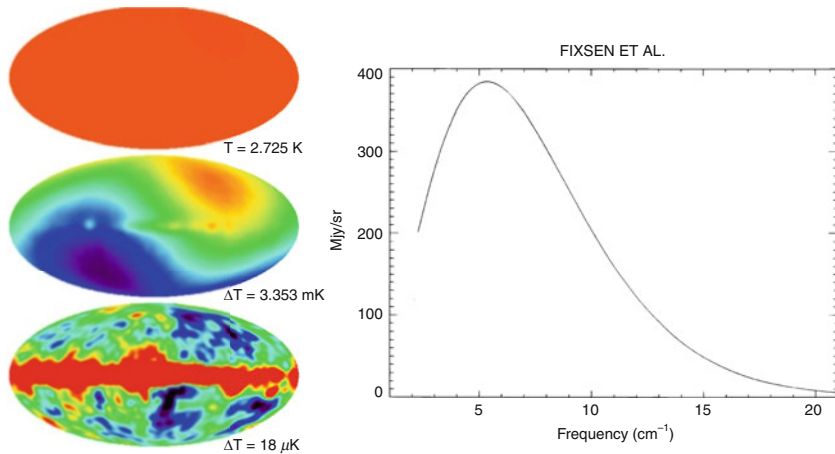 T = 2.725 K
ΔT = 3.353 mK
ΔT = 18 μK
FIXSEN ET AL.
400
300
200
100
0
Mjy/sr
5 10 15 20
Frequency (cm⁻¹)